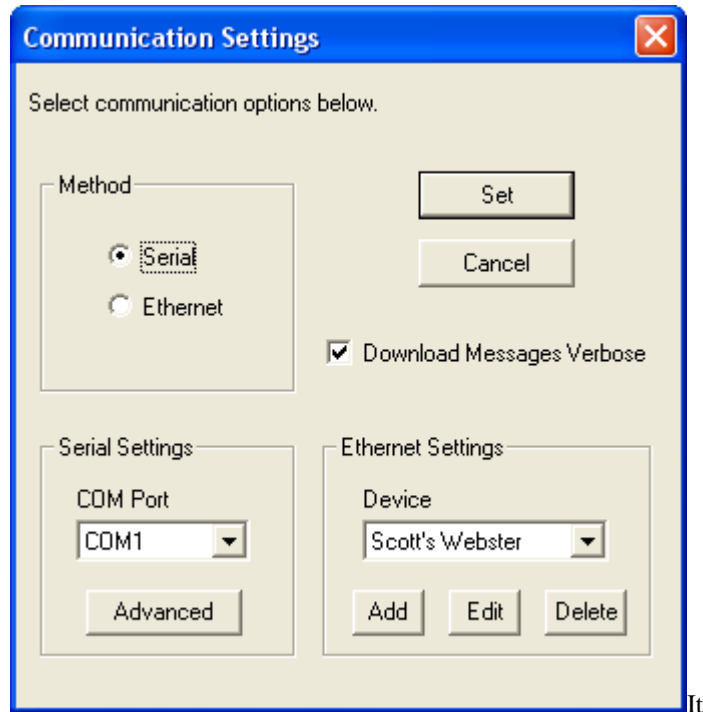 Communication Settings
Select communication options below.
Method
Serial
Ethernet
Set
Cancel
Download Messages Verbose
Serial Settings
COM Port
COM1
Advanced
Ethernet Settings
Device
Scott's Webster
Add Edit Delete
It